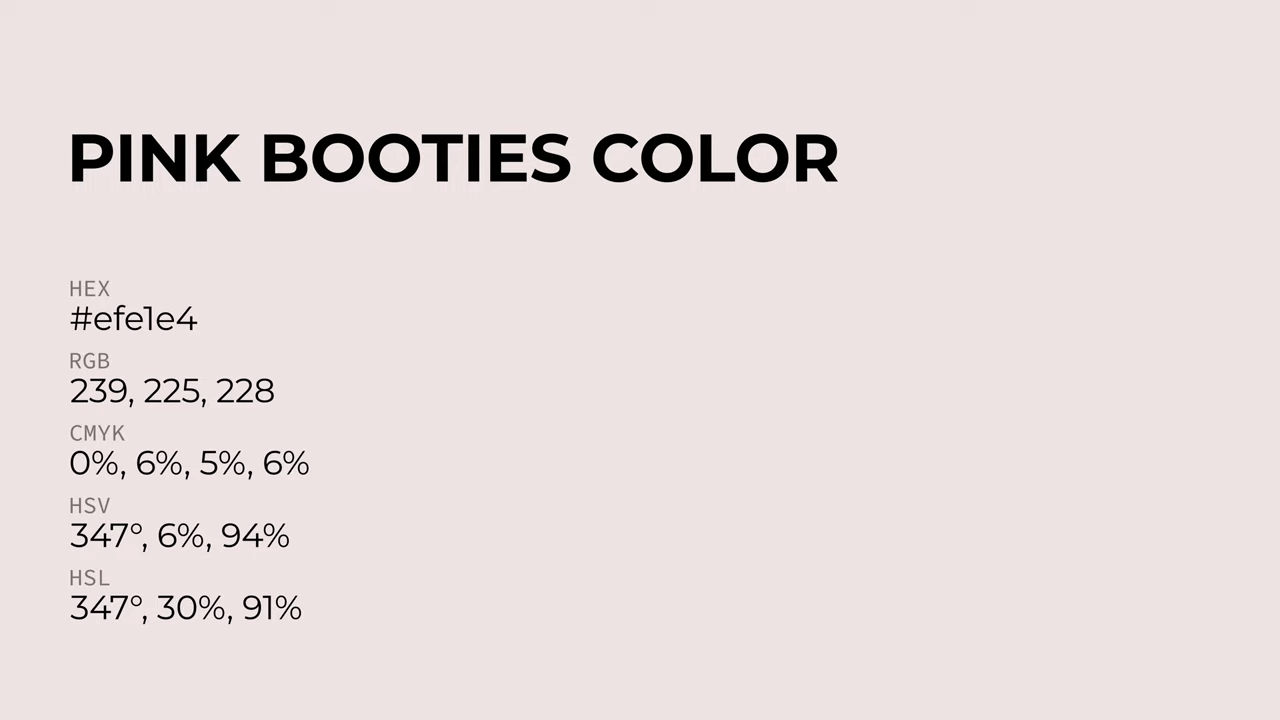 PINK BOOTIES COLOR
HEX
#efe1e4
RGB
239, 225, 228
CMYK
0%, 6%, 5%, 6%
HSV
347°, 6%, 94%
HSL
347°, 30%, 91%